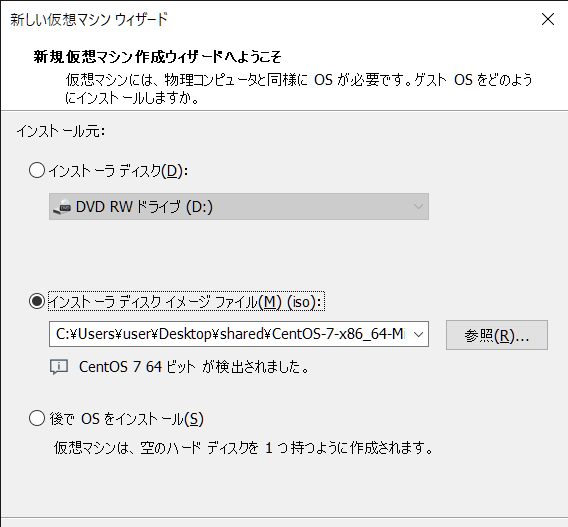 新しい仮想マシン ウィザード
新規仮想マシン作成ウィザードへようこそ
仮想マシンには、物理コンピュータと同様に OS が必要です。ゲスト OS をどのよう
にインストールしますか。
インストール元:
インストーラ ディスク(D):
DVD RW ドライブ (D:)
インストーラ ディスク イメージ ファイル(M) (iso):
C:¥Users¥user¥Desktop¥shared¥CentOS-7-x86_64-Mi
参照(R)...
CentOS 7 64 ビット が検出されました。
後で OS をインストール(S)
仮想マシンは、空のハード ディスクを 1 つ持つように作成されます。